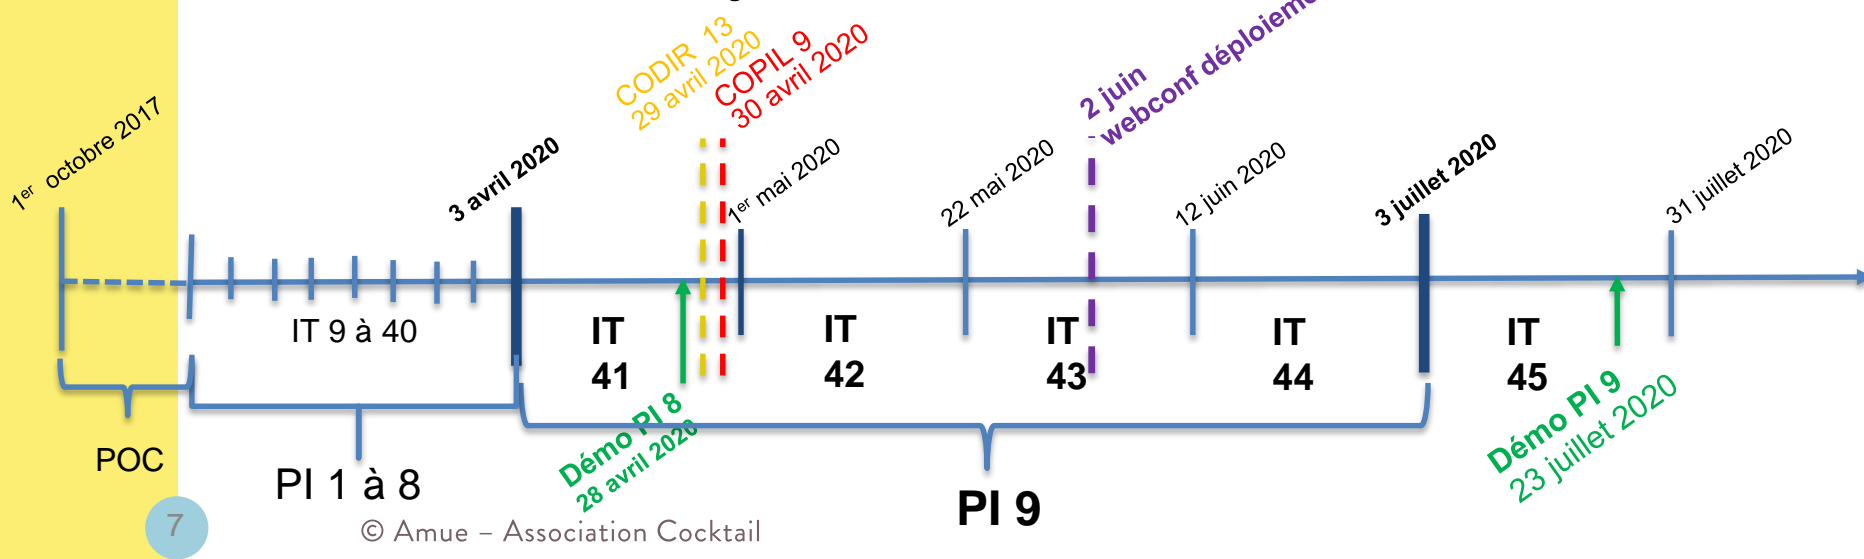 CODIR 13
29 avril 2020
COPIL 9
30 avril 2020
2 juin
1er octobre 2017
3 avril 2020
1er mai 2020
22 mai 2020
webconf
12 juin 2020
3 juillet 2020
31 juillet 2020
IT 9 à 40
IT
41
IT
42
IT
43
IT
44
IT
45
Démo PI 8
28 avril 2020
Démo PI 9
23 juillet 2020
POC
PI 1 à 8
PI 9
7
© Amue – Association Cocktail